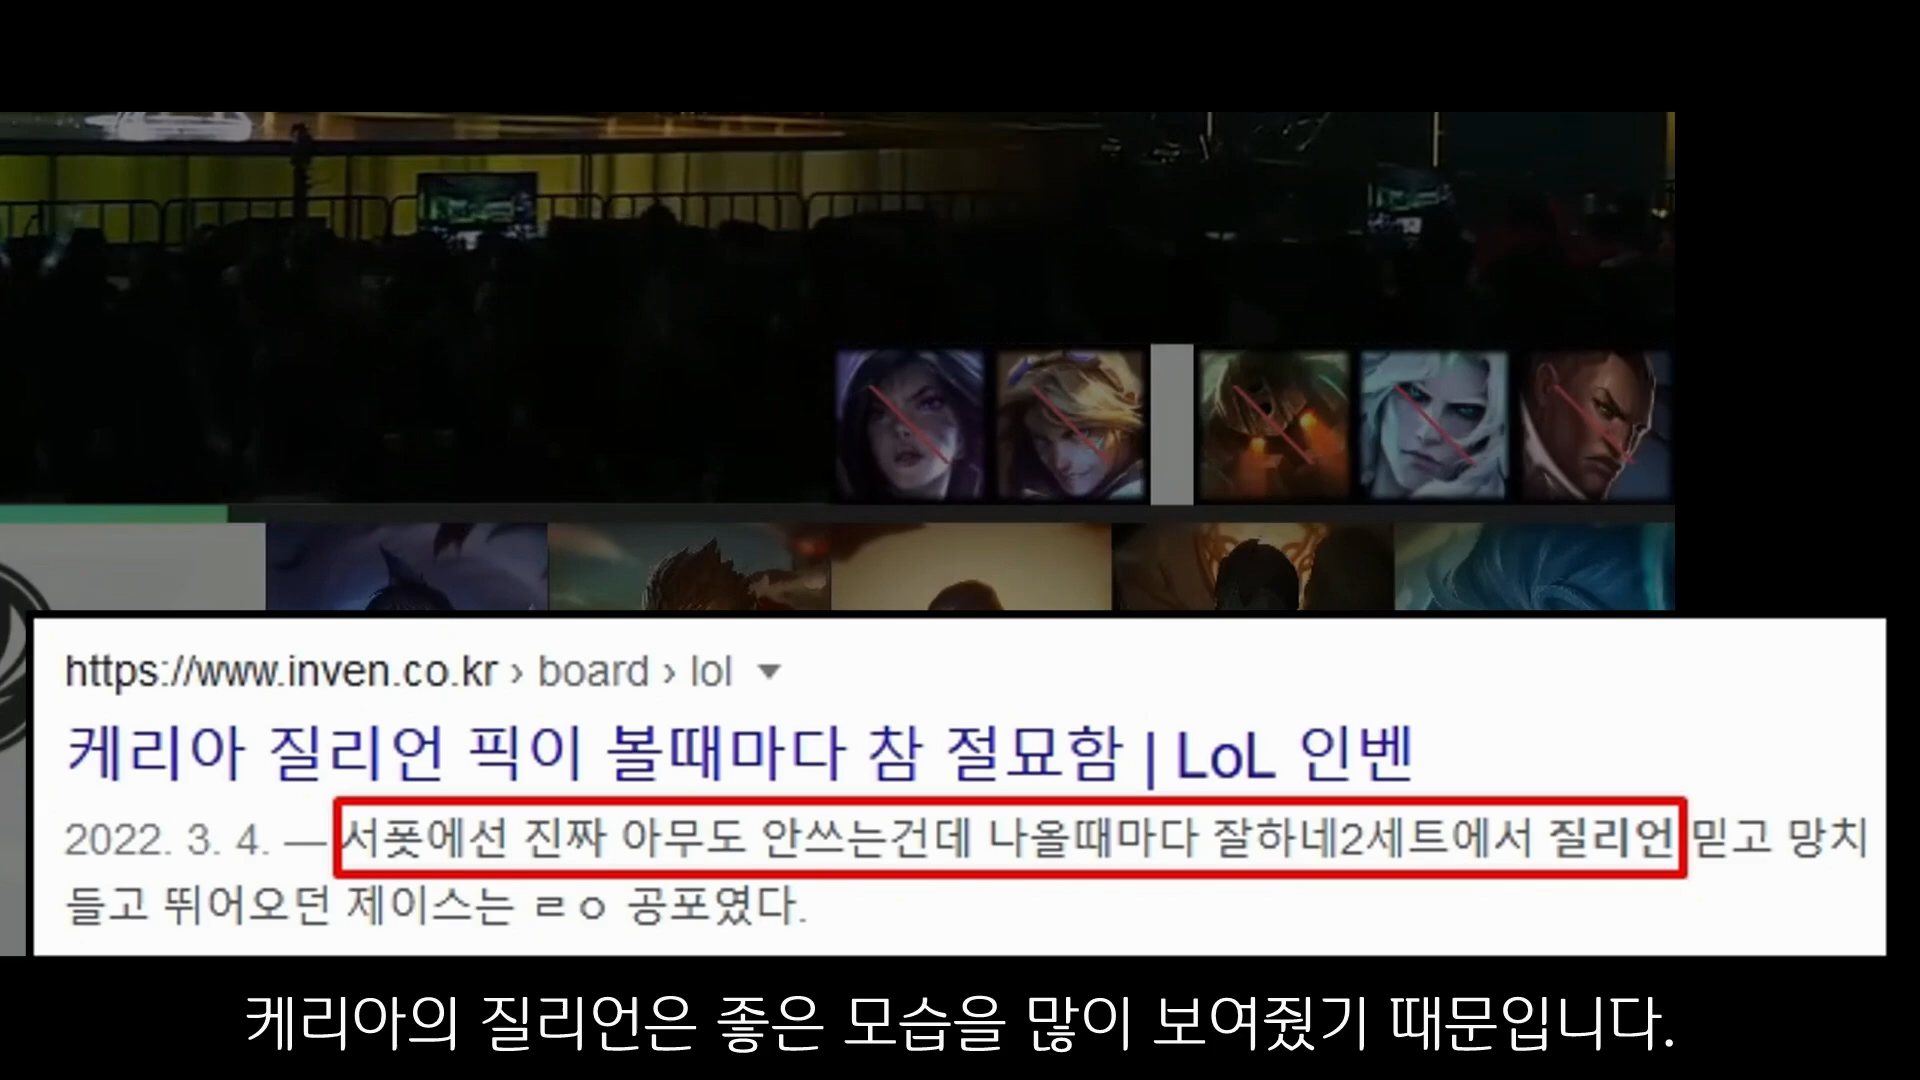 https://www.inven.co.kr › board › lol
케리아 질리언 픽이 볼때마다 참 절묘함 | LoL 인벤
2022. 3. 4. — 서폿에선 진짜 아무도 안쓰는건데 나올때마다 잘하네2세트에서 질리언 믿고 망치
들고 뛰어오던 제이스는 ㄹㅇ 공포였다.
케리아의 질리언은 좋은 모습을 많이 보여줬기 때문입니다.